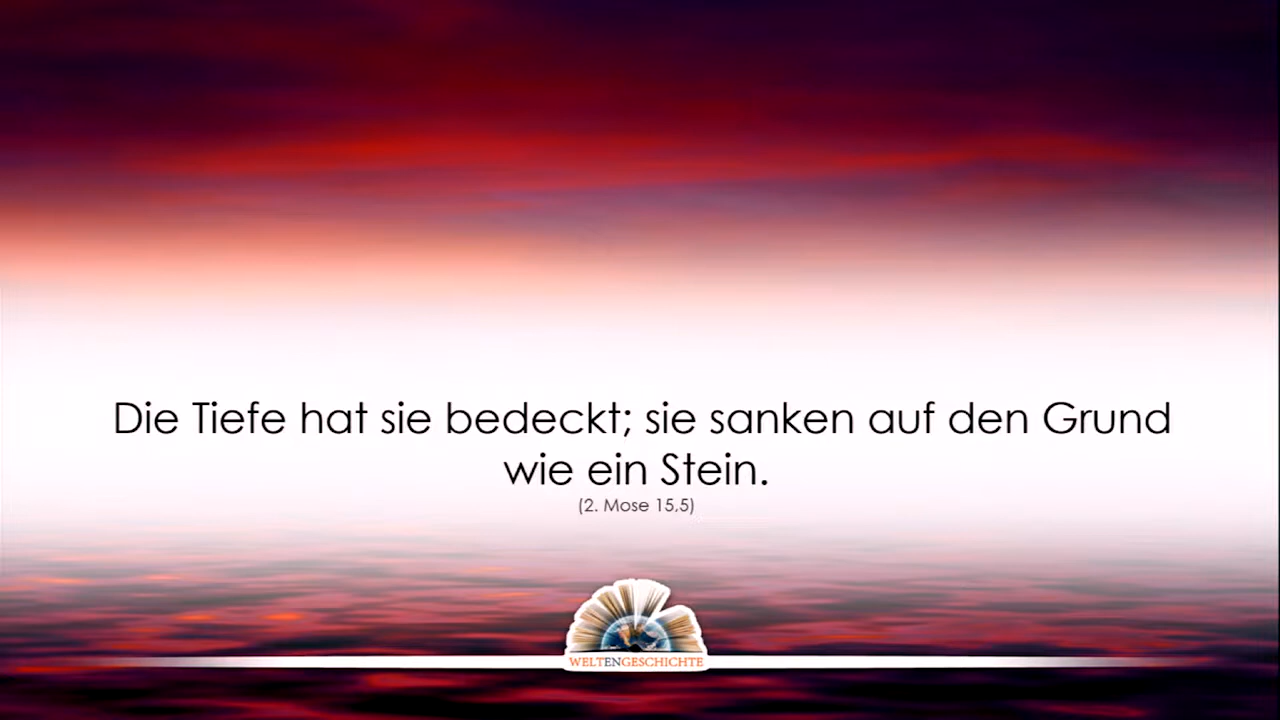 Die Tiefe hat sie bedeckt; sie sanken auf den Grund
wie ein Stein.
(2. Mose 15,5)
WELTENGESCHICHTE